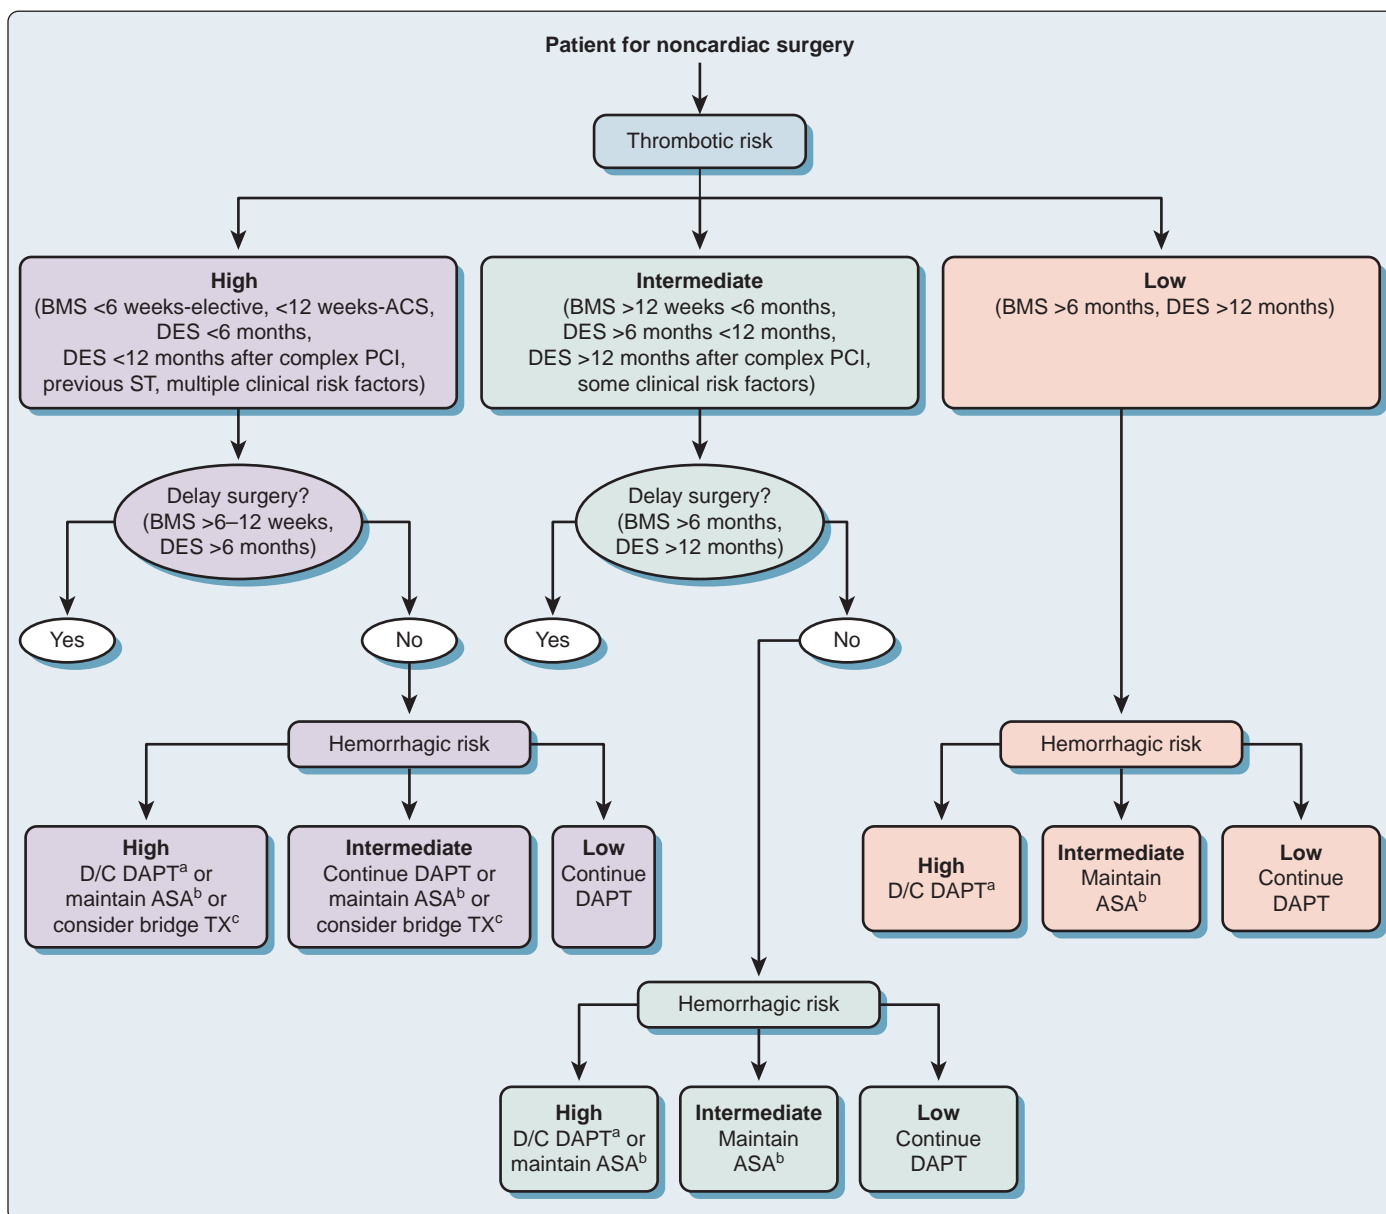 Patient for noncardiac surgery
Thrombotic risk
High
(BMS <6 weeks-elective, <12 weeks-ACS,
DES <6 months,
DES <12 months after complex PCI,
previous ST, multiple clinical risk factors)
Intermediate
(BMS >12 weeks <6 months,
DES >6 months <12 months,
DES >12 months after complex PCI,
some clinical risk factors)
Low
(BMS >6 months, DES >12 months)
Delay surgery?
(BMS >6–12 weeks,
DES >6 months)
Delay surgery?
(BMS >6 months,
DES >12 months)
Yes
No
Yes
No
Hemorrhagic risk
Hemorrhagic risk
High
D/C DAPTᵃ or
maintain ASAᵇ or
consider bridge TXᶜ
Intermediate
Continue DAPT or
maintain ASAᵇ or
consider bridge TXᶜ
Low
Continue
DAPT
High
D/C DAPTᵃ
Intermediate
Maintain
ASAᵇ
Low
Continue
DAPT
Hemorrhagic risk
High
D/C DAPTᵃ or
maintain ASAᵇ
Intermediate
Maintain
ASAᵇ
Low
Continue
DAPT